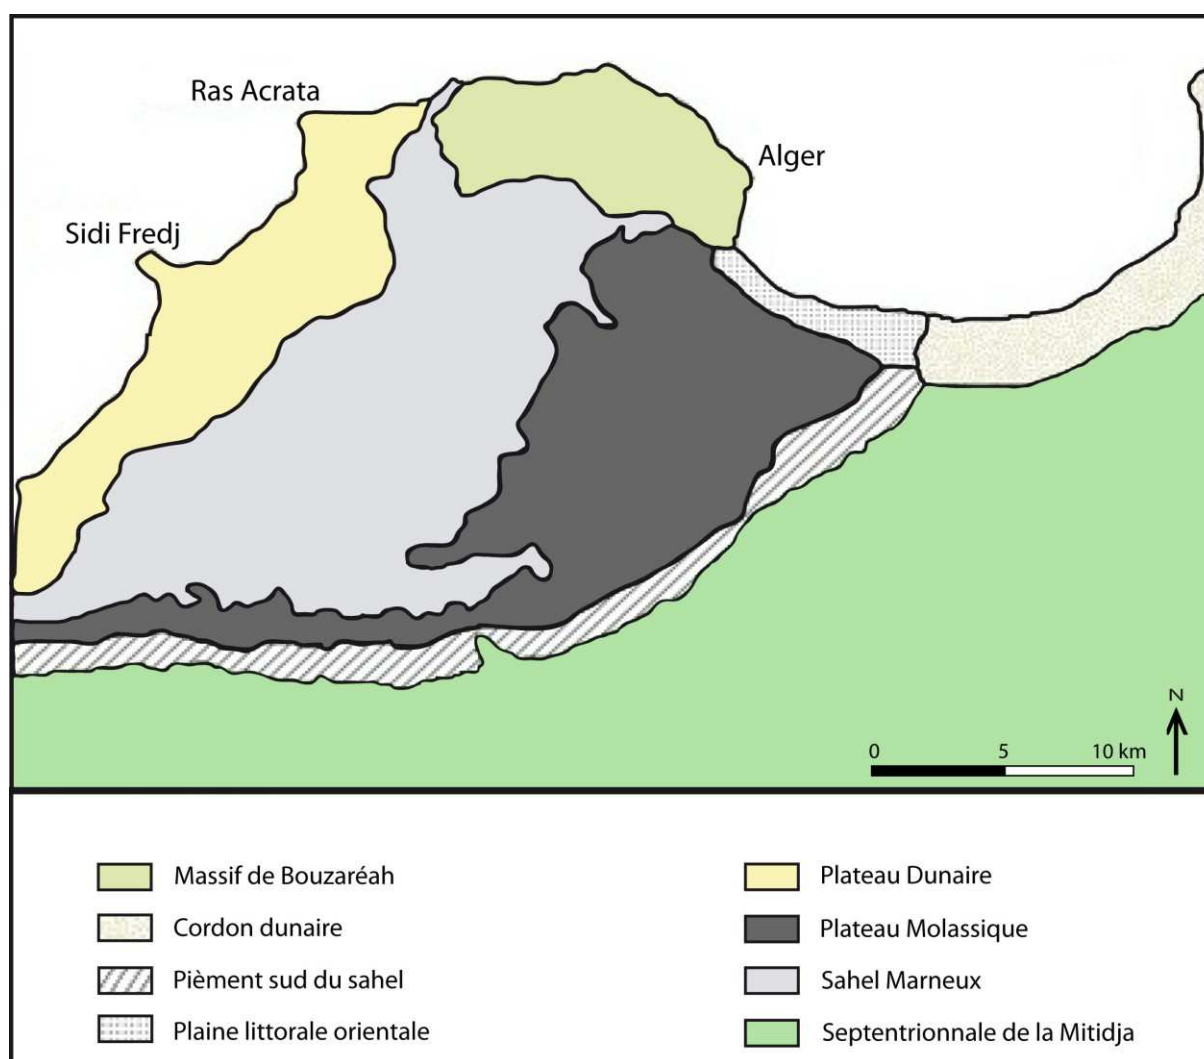 Ras Acrata
Alger
Sidi Fredj
N
0 5 10 km
Massif de Bouzaréah
Cordon dunaire
Pièment sud du sahel
Plaine littorale orientale
Plateau Dunaire
Plateau Molassique
Sahel Marneux
Septentrionnale de la Mitidja